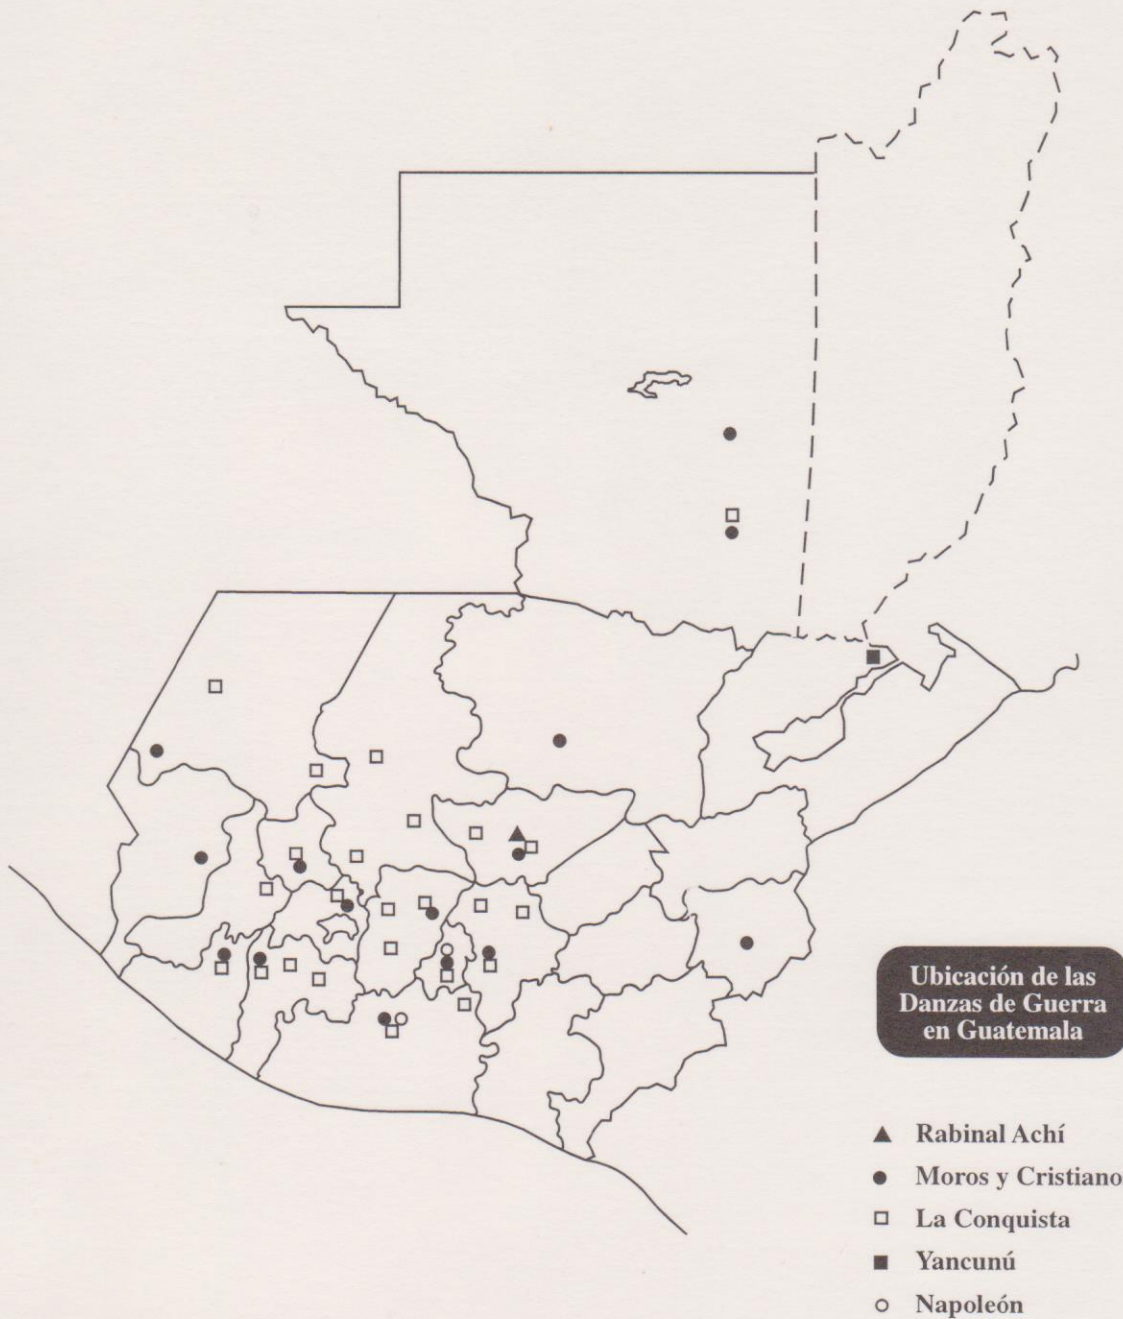 Ubicación de las
Danzas de Guerra
en Guatemala
Rabinal Achí
Moros y Cristiano
La Conquista
Yancunú
Napoleón